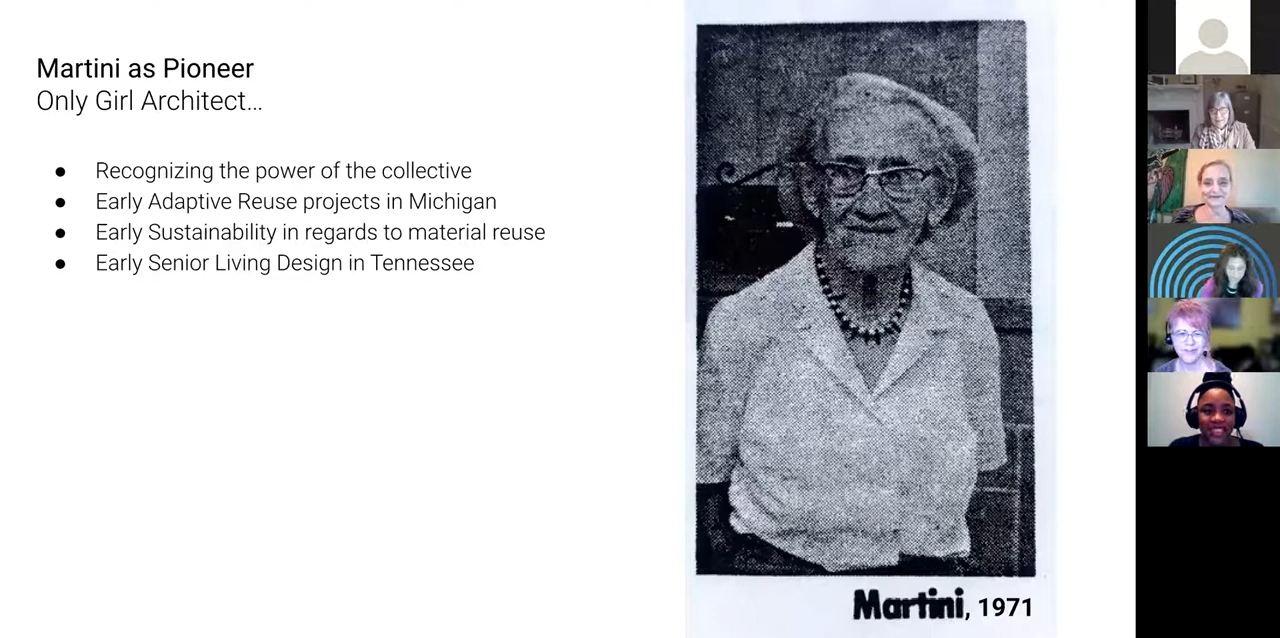 Martini as Pioneer
Only Girl Architect...
● Recognizing the power of the collective
● Early Adaptive Reuse projects in Michigan
● Early Sustainability in regards to material reuse
● Early Senior Living Design in Tennessee
Martini, 1971